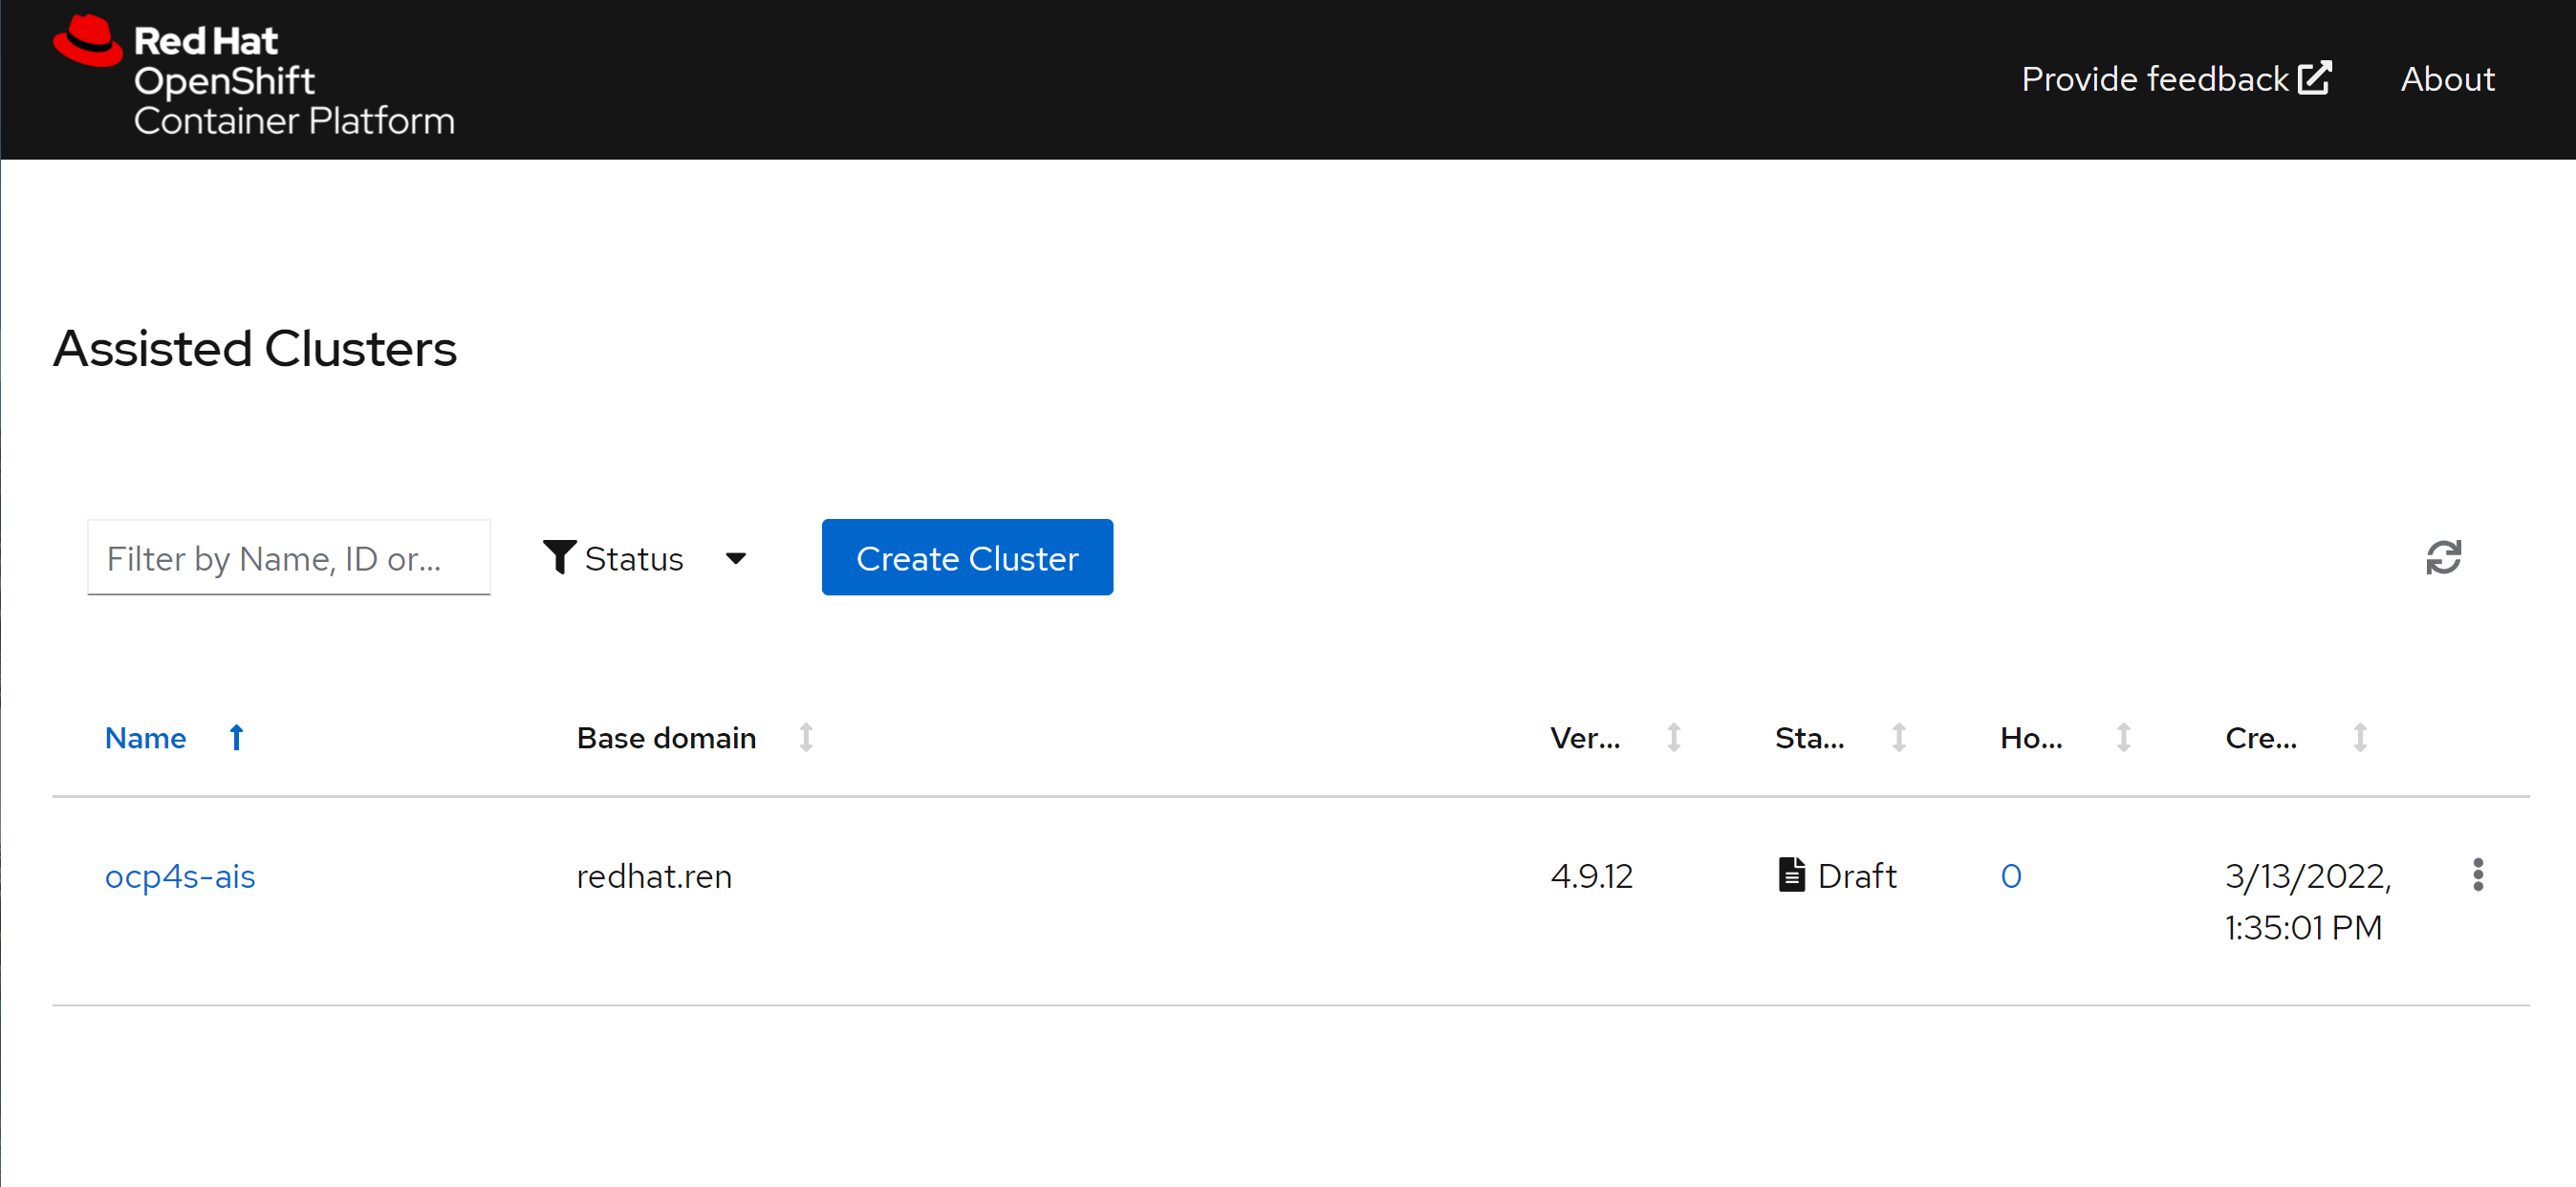 Red Hat
OpenShift
Container Platform
Provide feedback
About
Assisted Clusters
Filter by Name, ID or...
Status
Create Cluster
Name
Base domain
Ver...
Sta...
Ho...
Cre...
ocp4s-ais
redhat.ren
4.9.12
Draft
0
3/13/2022,
1:35:01 PM